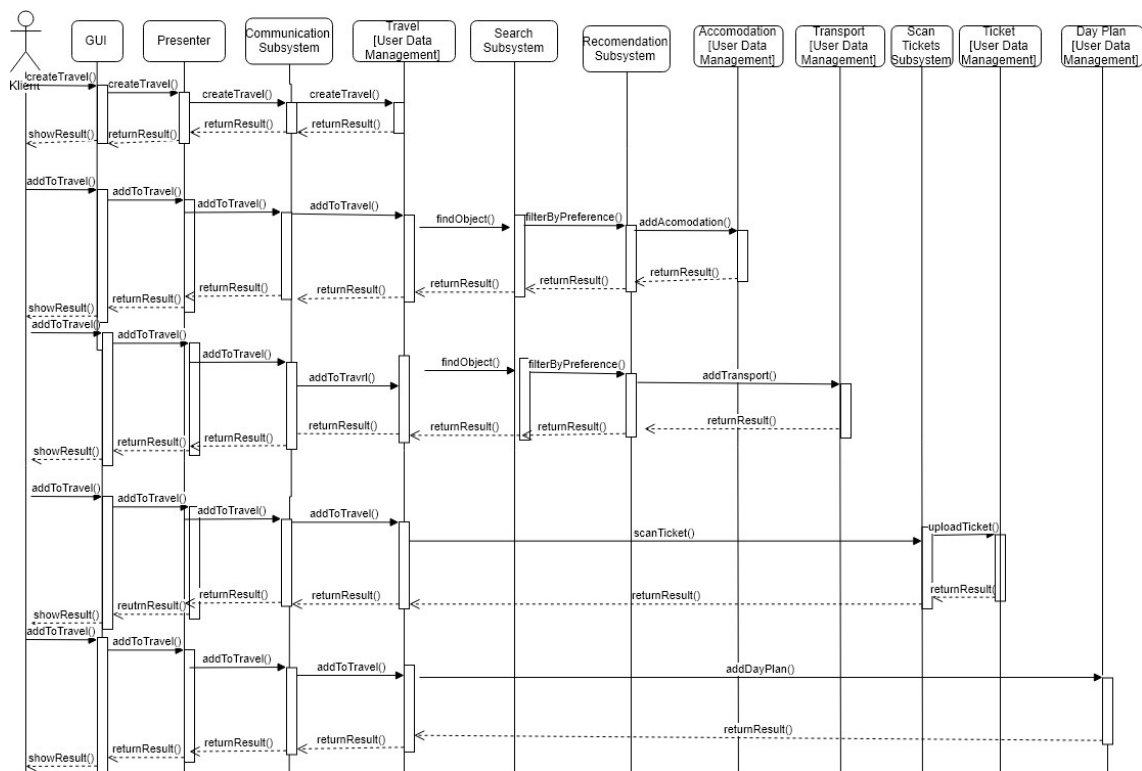 GUI
Presenter
Communication
Subsystem
Travel
[User Data
Management]
Search
Subsystem
Recomendation
Subsystem
Accomodation
[User Data
Management]
Transport
[User Data
Management]
Scan
Tickets
Subsystem
Ticket
[User Data
Management]
Day Plan
[User Data
Management]
Klient
createTravel()
createTravel()
createTravel()
createTravel()
returnResult()
returnResult()
returnResult()
showResult()
addToTravel()
addToTravel()
addToTravel()
addToTravel()
findObject()
filterByPreference()
addAcomodation()
returnResult()
returnResult()
returnResult()
returnResult()
returnResult()
returnResult()
showResult()
addToTravel()
addToTravel()
addToTravel()
addToTravrl()
findObject()
filterByPreference()
addTransport()
returnResult()
returnResult()
returnResult()
returnResult()
returnResult()
returnResult()
showResult()
addToTravel()
addToTravel()
addToTravel()
addToTravel()
scanTicket()
uploadTicket()
returnResult()
returnResult()
returnResult()
returnResult()
reutrnResult()
showResult()
addToTravel()
addToTravel()
addToTravel()
addToTravel()
addDayPlan()
returnResult()
returnResult()
returnResult()
returnResult()
showResult()